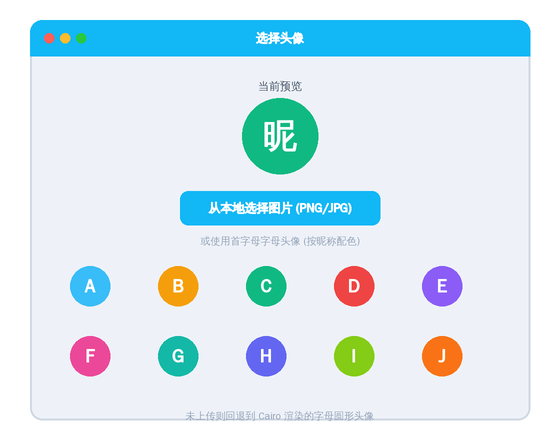 选择头像
当前预览
昵
从本地选择图片 (PNG/JPG)
或使用首字母字母头像 (按昵称配色)
A B C D E
F G H I J
未上传则回退到 Cairo 渲染的字母圆形头像